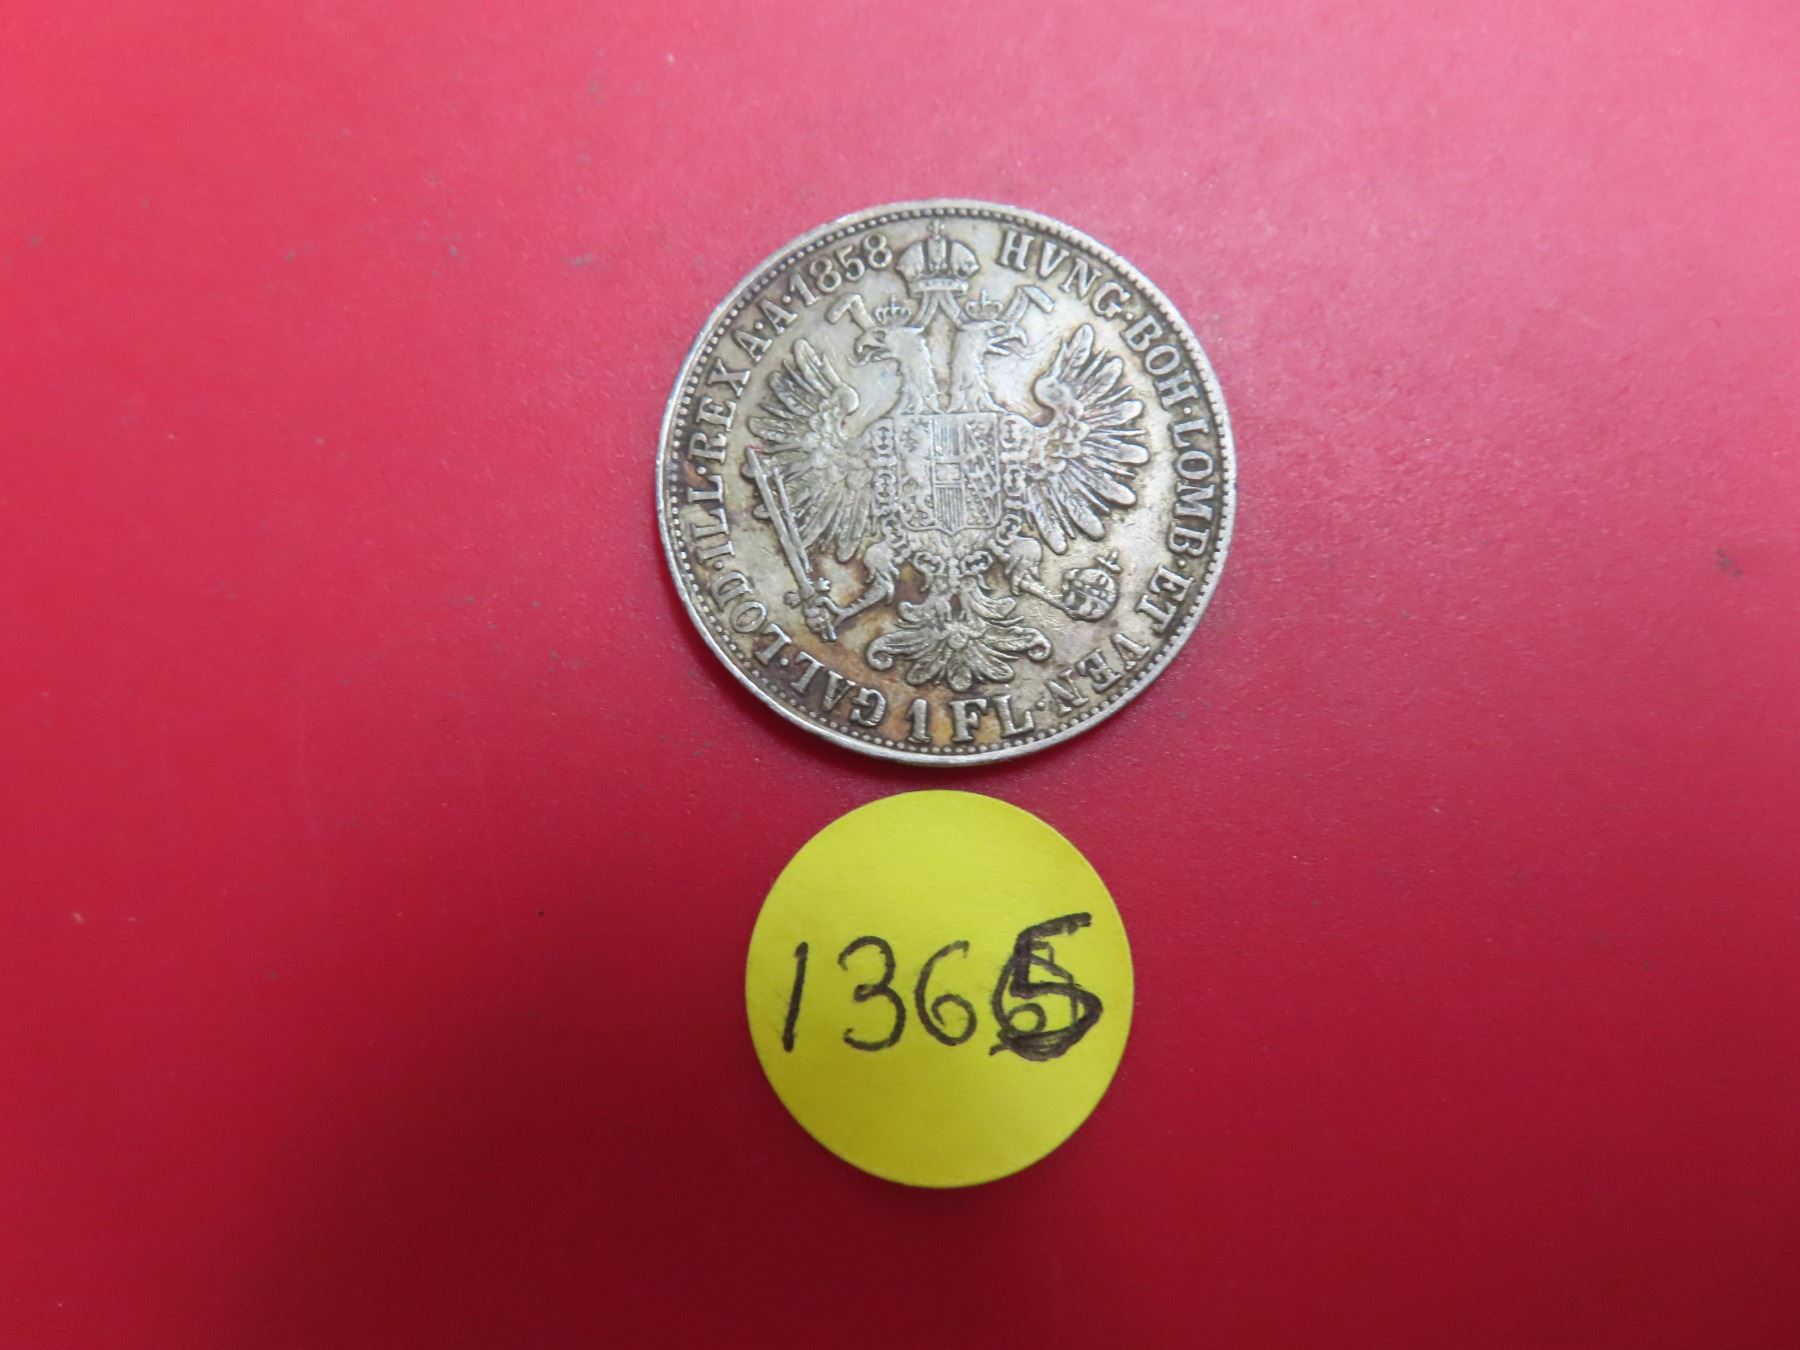 HVNG·BOH·LOMB·ET VEN·
GAL·LOD·ILL·REX A·A·1858
1 FL·
1365